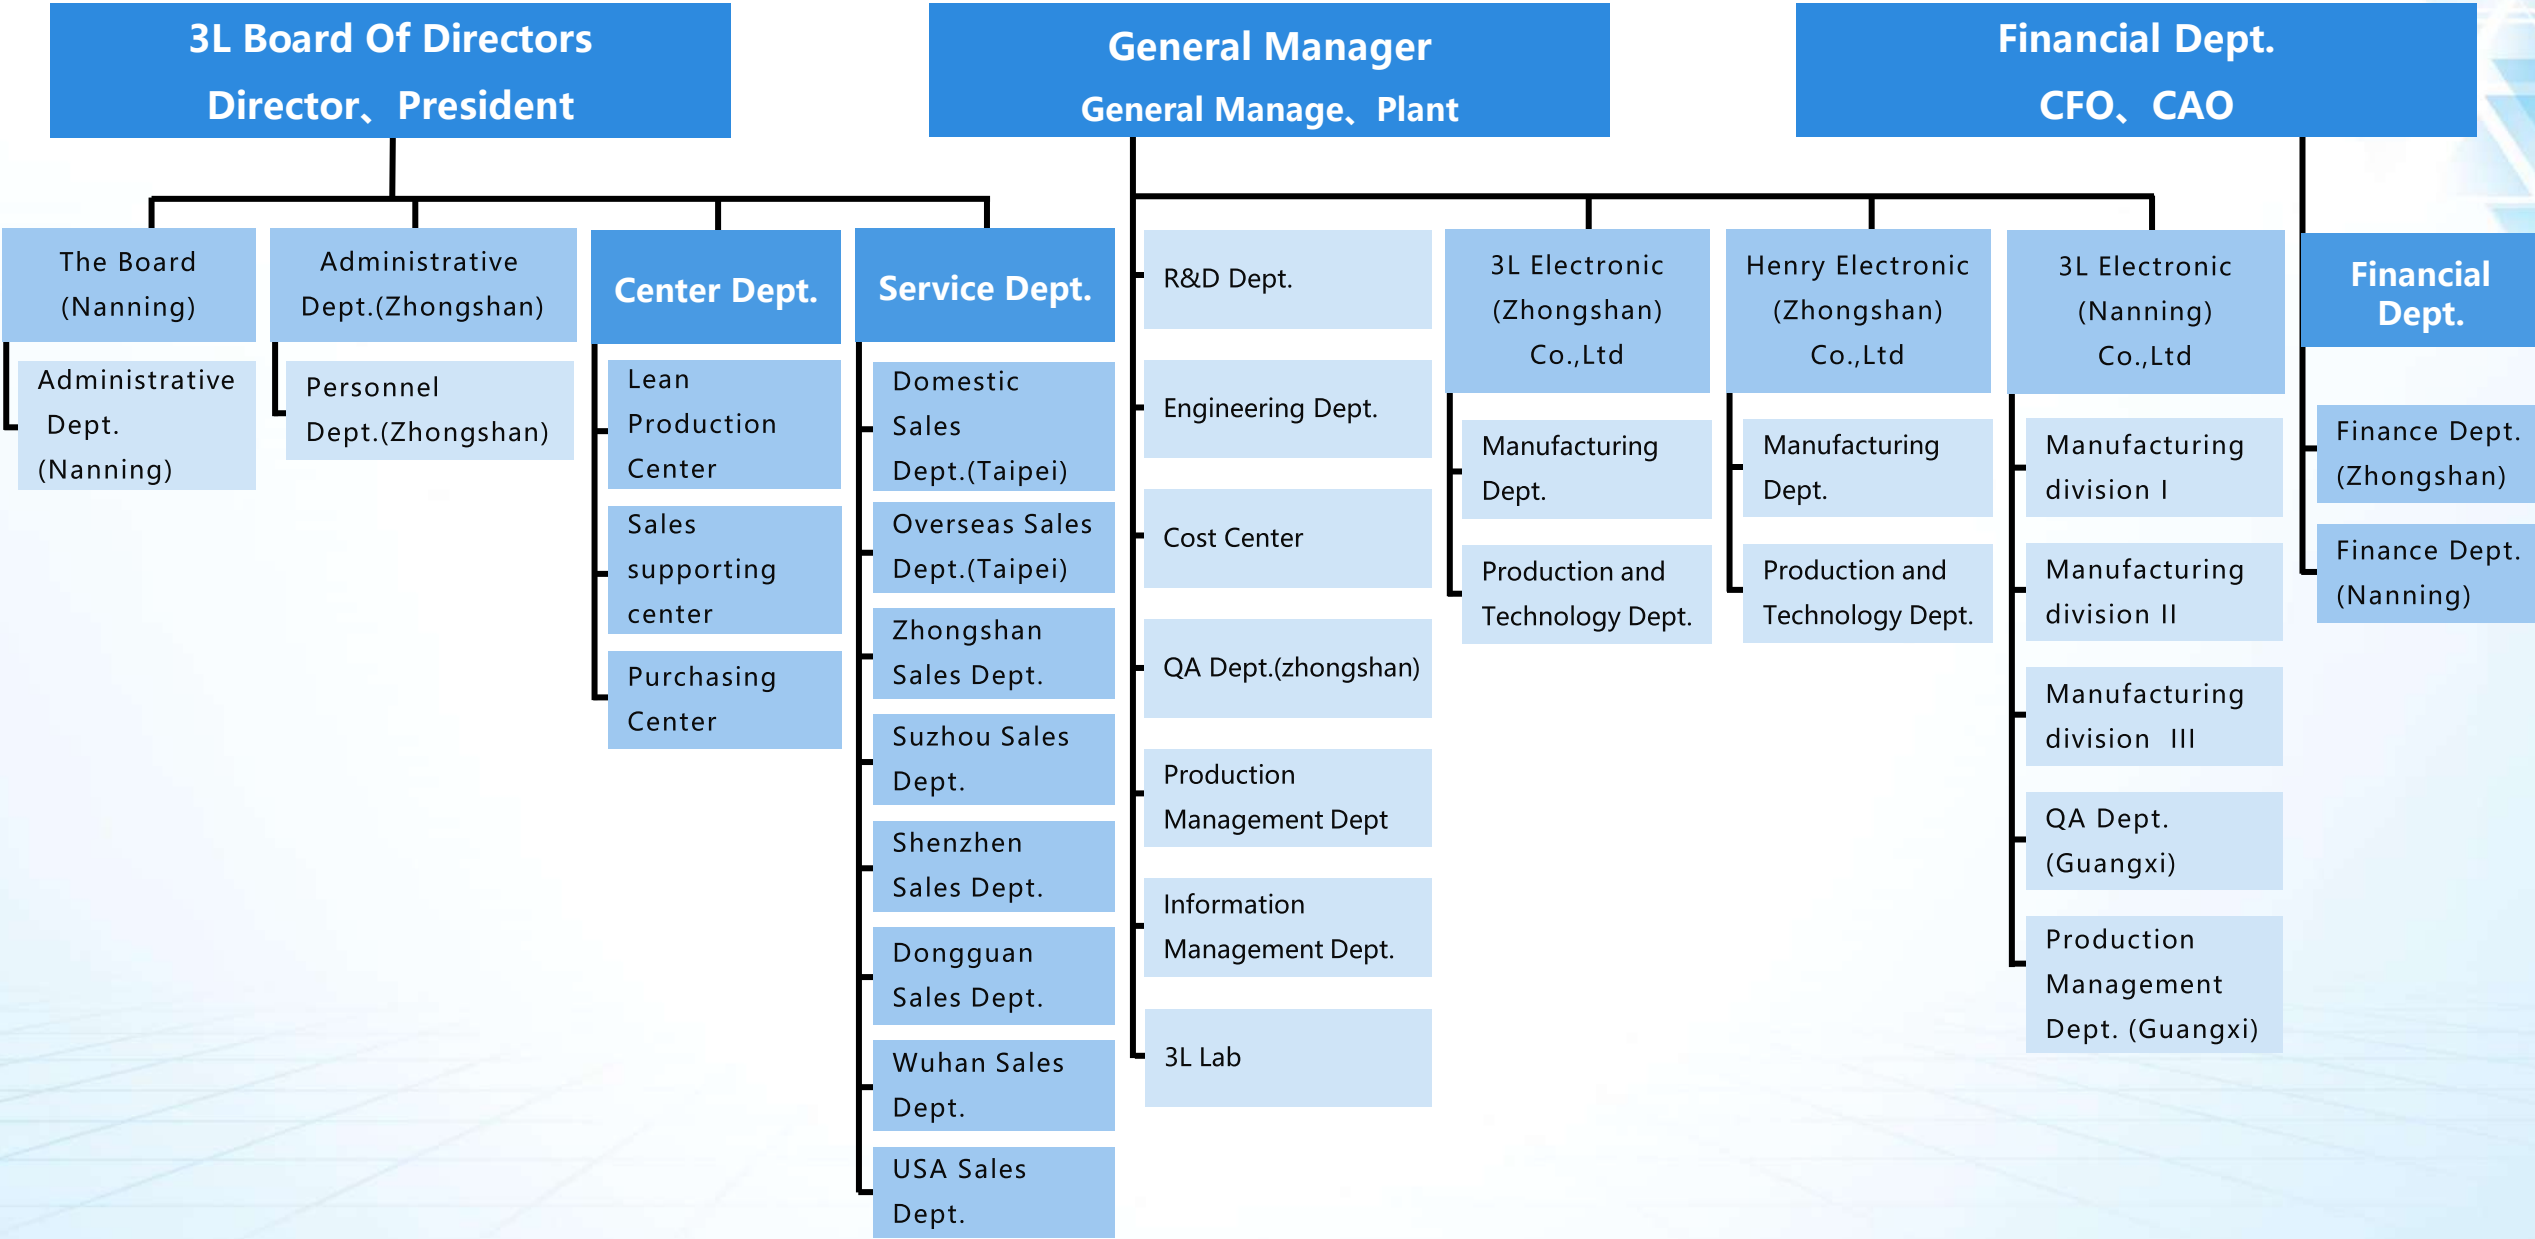 3L Board Of Directors
Director、President
General Manager
General Manage、Plant
Financial Dept.
CFO、CAO
The Board
(Nanning)
Administrative
Dept.
(Nanning)
Administrative
Dept.(Zhongshan)
Personnel
Dept.(Zhongshan)
Center Dept.
Lean
Production
Center
Sales
supporting
center
Purchasing
Center
Service Dept.
Domestic
Sales
Dept.(Taipei)
Overseas Sales
Dept.(Taipei)
Zhongshan
Sales Dept.
Suzhou Sales
Dept.
Shenzhen
Sales Dept.
Dongguan
Sales Dept.
Wuhan Sales
Dept.
USA Sales
Dept.
R&D Dept.
Engineering Dept.
Cost Center
QA Dept.(zhongshan)
Production
Management Dept
Information
Management Dept.
3L Lab
3L Electronic
(Zhongshan)
Co.,Ltd
Manufacturing
Dept.
Production and
Technology Dept.
Henry Electronic
(Zhongshan)
Co.,Ltd
Manufacturing
Dept.
Production and
Technology Dept.
3L Electronic
(Nanning)
Co.,Ltd
Manufacturing
division I
Manufacturing
division II
Manufacturing
division III
QA Dept.
(Guangxi)
Production
Management
Dept. (Guangxi)
Financial
Dept.
Finance Dept.
(Zhongshan)
Finance Dept.
(Nanning)